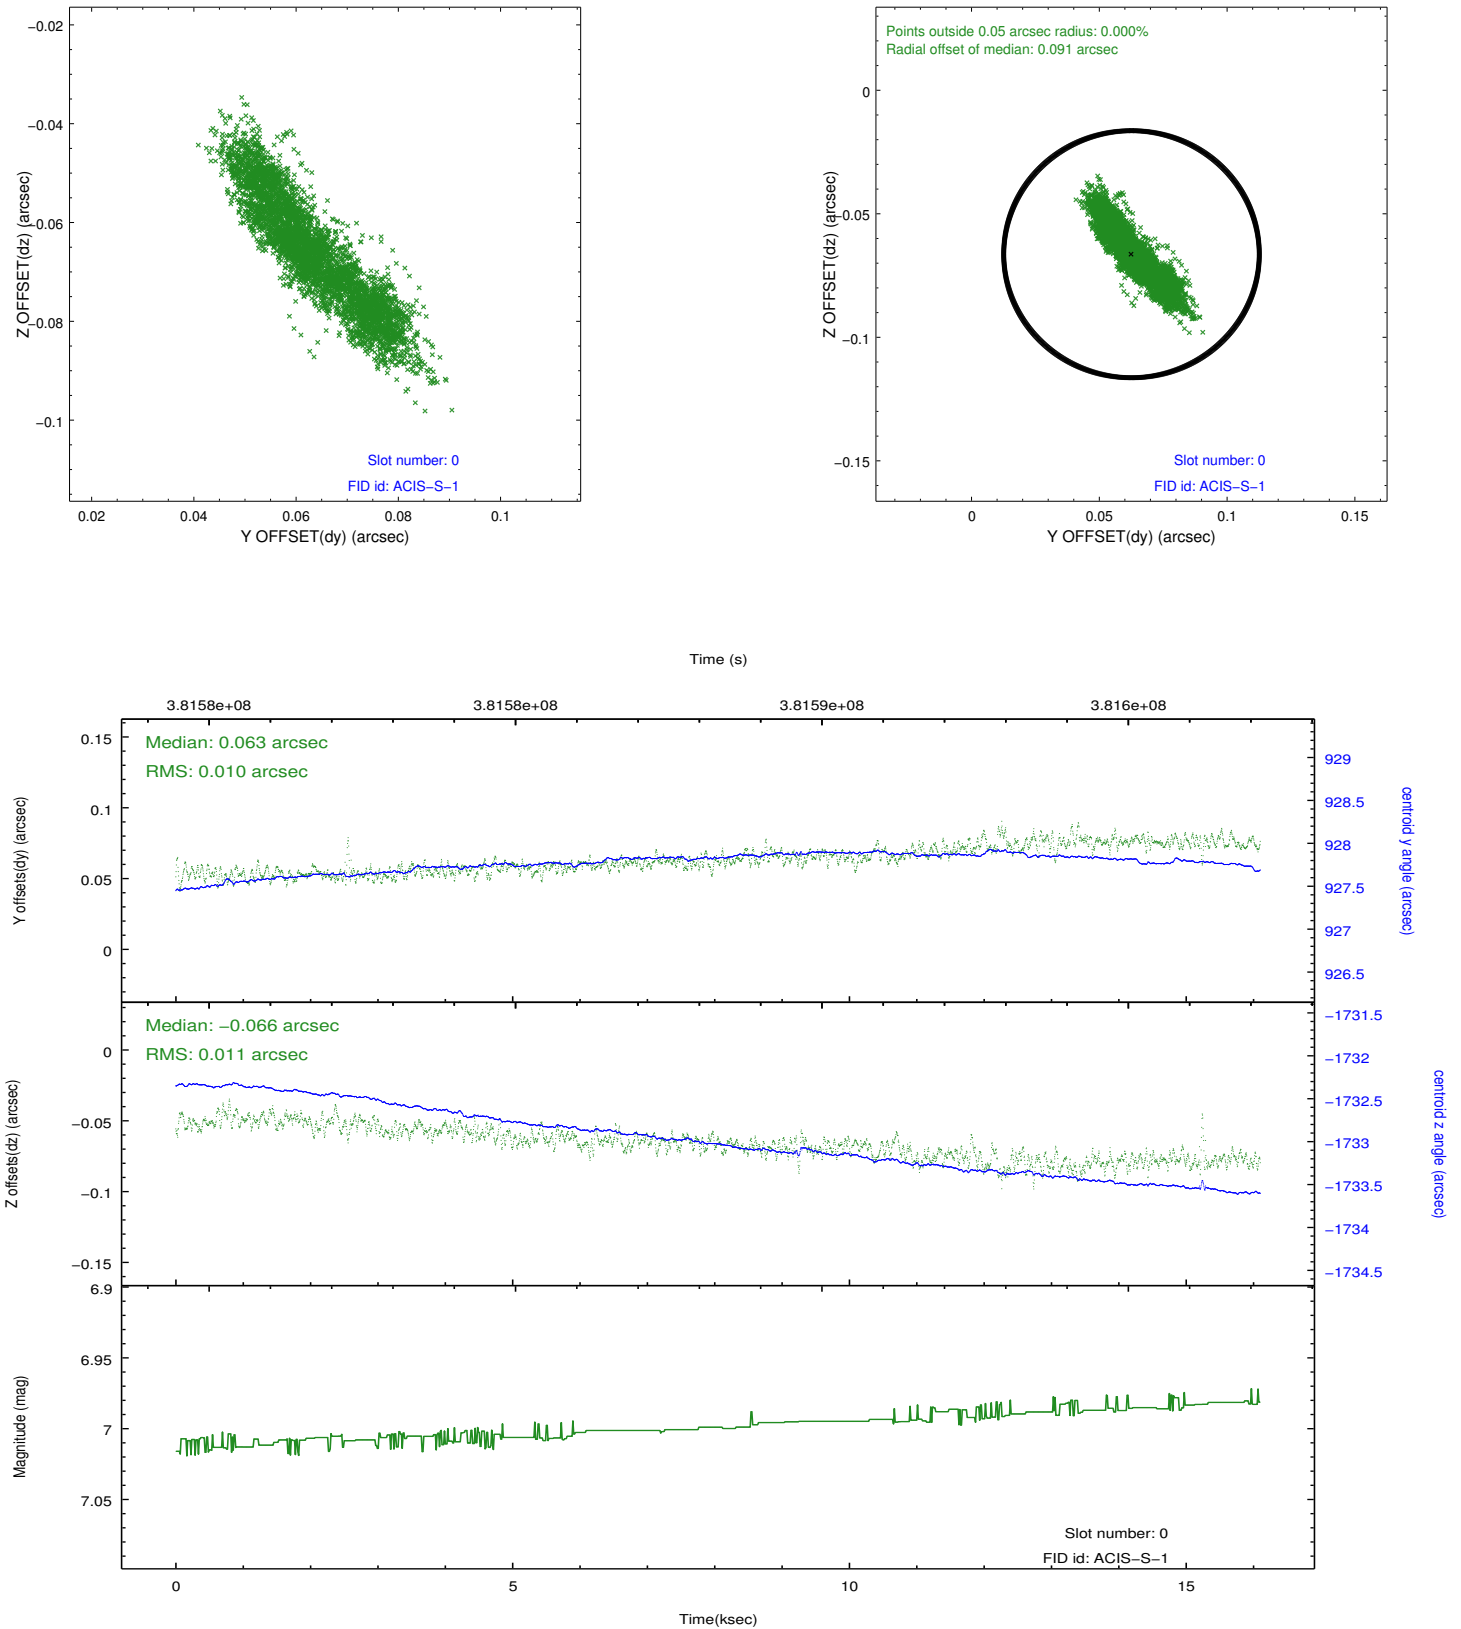 −0.02
−0.04
−0.06
−0.08
−0.1
Z OFFSET(dz) (arcsec)
Slot number: 0
FID id: ACIS−S−1
0.02
0.04
0.06
0.08
0.1
Y OFFSET(dy) (arcsec)
Points outside 0.05 arcsec radius: 0.000%
Radial offset of median: 0.091 arcsec
0
−0.05
−0.1
−0.15
Z OFFSET(dz) (arcsec)
Slot number: 0
FID id: ACIS−S−1
0
0.05
0.1
0.15
Y OFFSET(dy) (arcsec)
Time (s)
3.8158e+08
3.8158e+08
3.8159e+08
3.816e+08
Median: 0.063 arcsec
RMS: 0.010 arcsec
0.15
0.1
0.05
0
Y offsets(dy) (arcsec)
929
928.5
928
927.5
927
926.5
centroid y angle (arcsec)
Median: −0.066 arcsec
RMS: 0.011 arcsec
0
−0.05
−0.1
−0.15
Z offsets(dz) (arcsec)
−1731.5
−1732
−1732.5
−1733
−1733.5
−1734
−1734.5
centroid z angle (arcsec)
6.9
6.95
7
7.05
Magnitude (mag)
Slot number: 0
FID id: ACIS−S−1
0
5
10
15
Time(ksec)